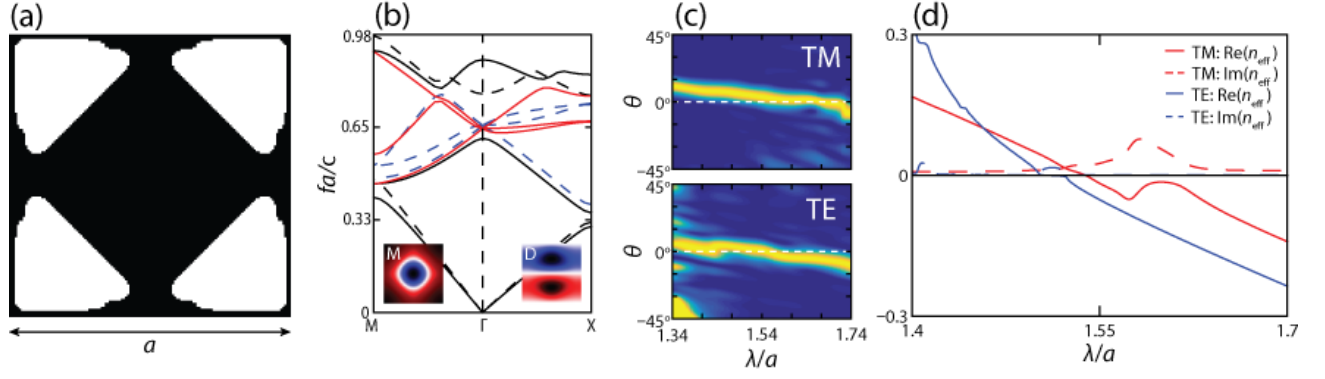 (a)
a
(b)
fa/c
0.98
0.65
0.33
0
M
Γ
X
M
D
(c)
TM
θ
45°
0°
−45°
TE
θ
45°
0°
−45°
1.34
1.54
1.74
λ/a
(d)
0.3
0
−0.3
1.4
1.55
1.7
λ/a
TM: Re(neff)
TM: Im(neff)
TE: Re(neff)
TE: Im(neff)